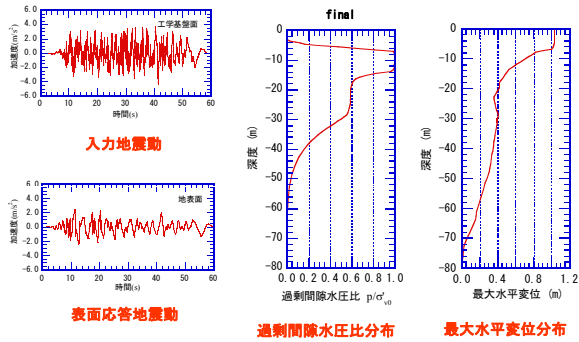 工学基盤面
加速度(m/s²)
6.0
4.0
2.0
0.0
-2.0
-4.0
-6.0
0 10 20 30 40 50 60
時間(s)
入力地震動
地表面
加速度(m/s²)
6.0
4.0
2.0
0.0
-2.0
-4.0
-6.0
0 10 20 30 40 50 60
時間(s)
表面応答地震動
final
深度 (m)
0
-10
-20
-30
-40
-50
-60
-70
-80
0.0 0.2 0.4 0.6 0.8 1.0
過剰間隙水圧比 p/σ'v0
過剰間隙水圧比分布
深度 (m)
0
-10
-20
-30
-40
-50
-60
-70
-80
0.0 0.4 0.8 1.2
最大水平変位 (m)
最大水平変位分布